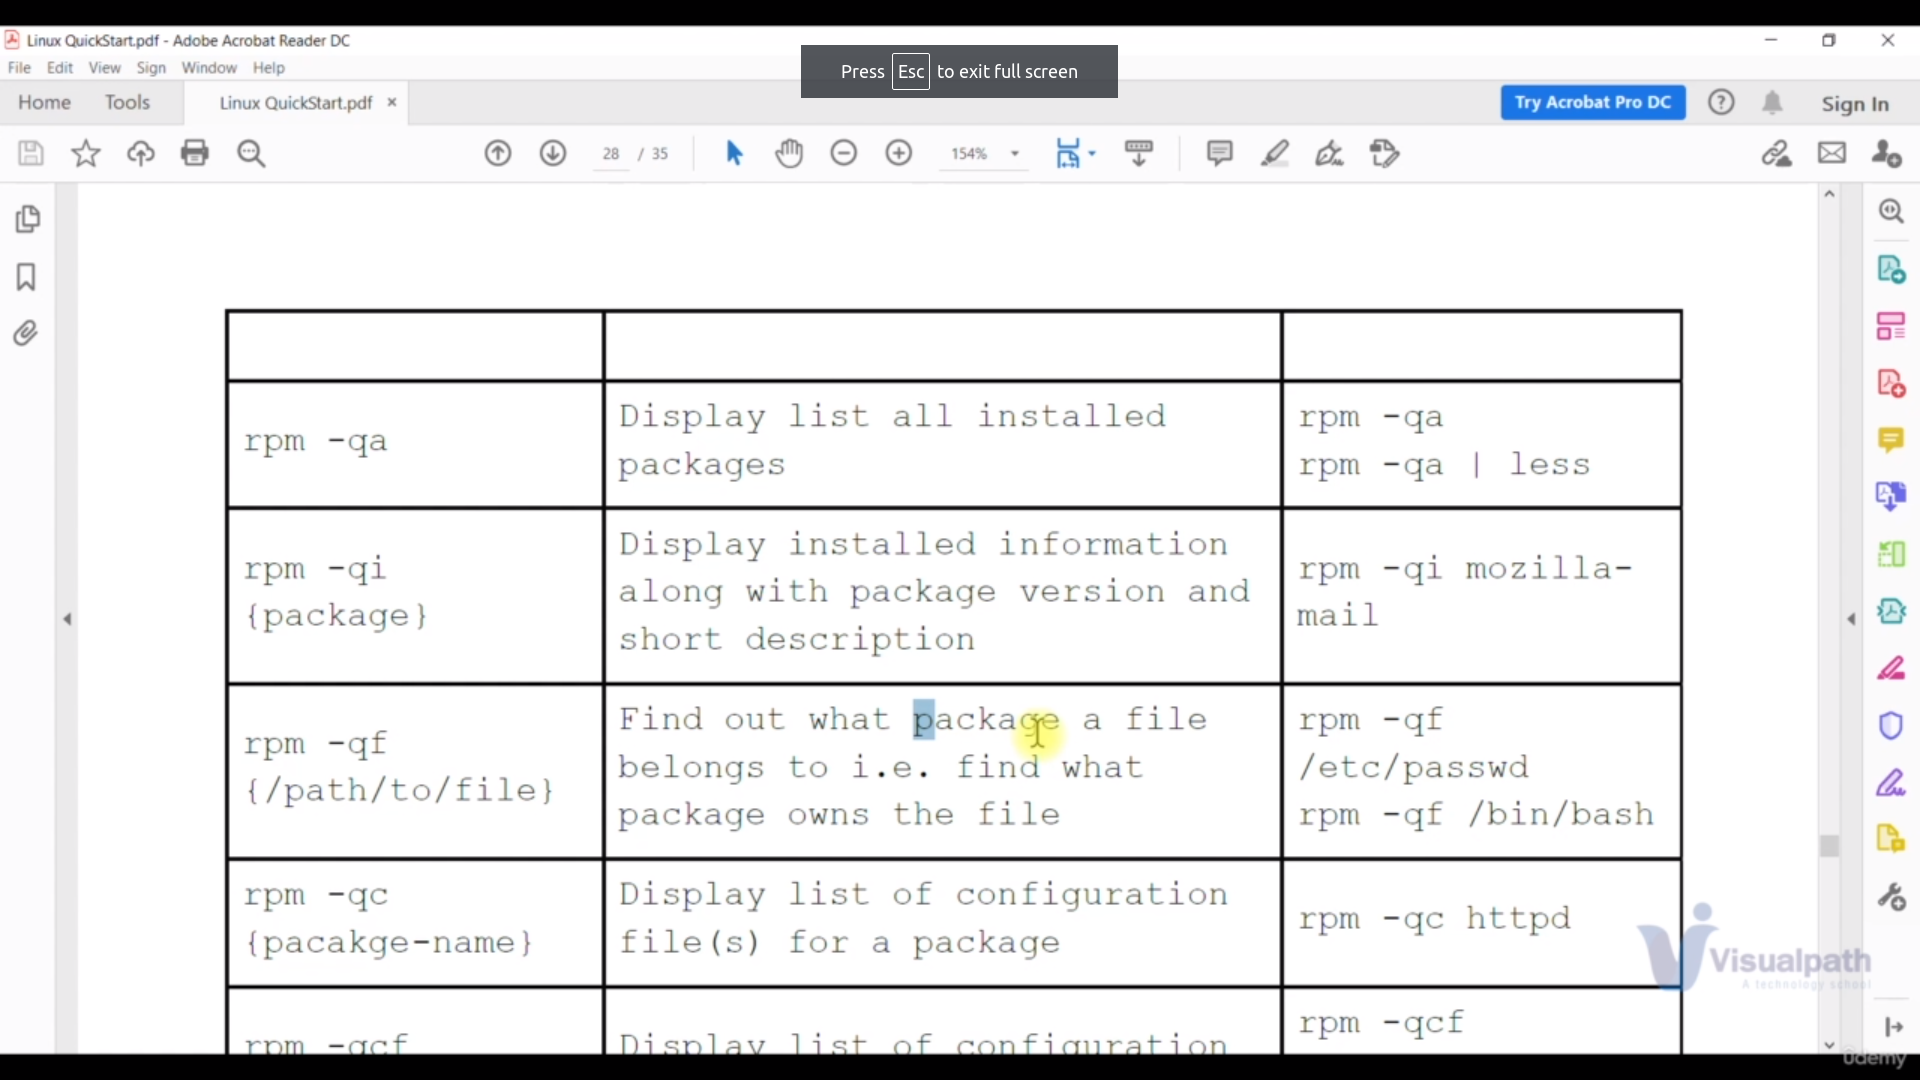 Linux QuickStart.pdf - Adobe Acrobat Reader DC
File Edit View Sign Window Help
Press Esc to exit full screen
Home Tools Linux QuickStart.pdf × Try Acrobat Pro DC Sign In
28 / 35 154%
rpm -qa
Display list all installed
packages
rpm -qa
rpm -qa | less
rpm -qi
{package}
Display installed information
along with package version and
short description
rpm -qi mozilla-
mail
rpm -qf
{/path/to/file}
Find out what package a file
belongs to i.e. find what
package owns the file
rpm -qf
/etc/passwd
rpm -qf /bin/bash
rpm -qc
{pacakge-name}
Display list of configuration
file(s) for a package
rpm -qc httpd
rpm -qcf
Display list of configuration
rpm -qcf
Visualpath
A technology school
ûdemy